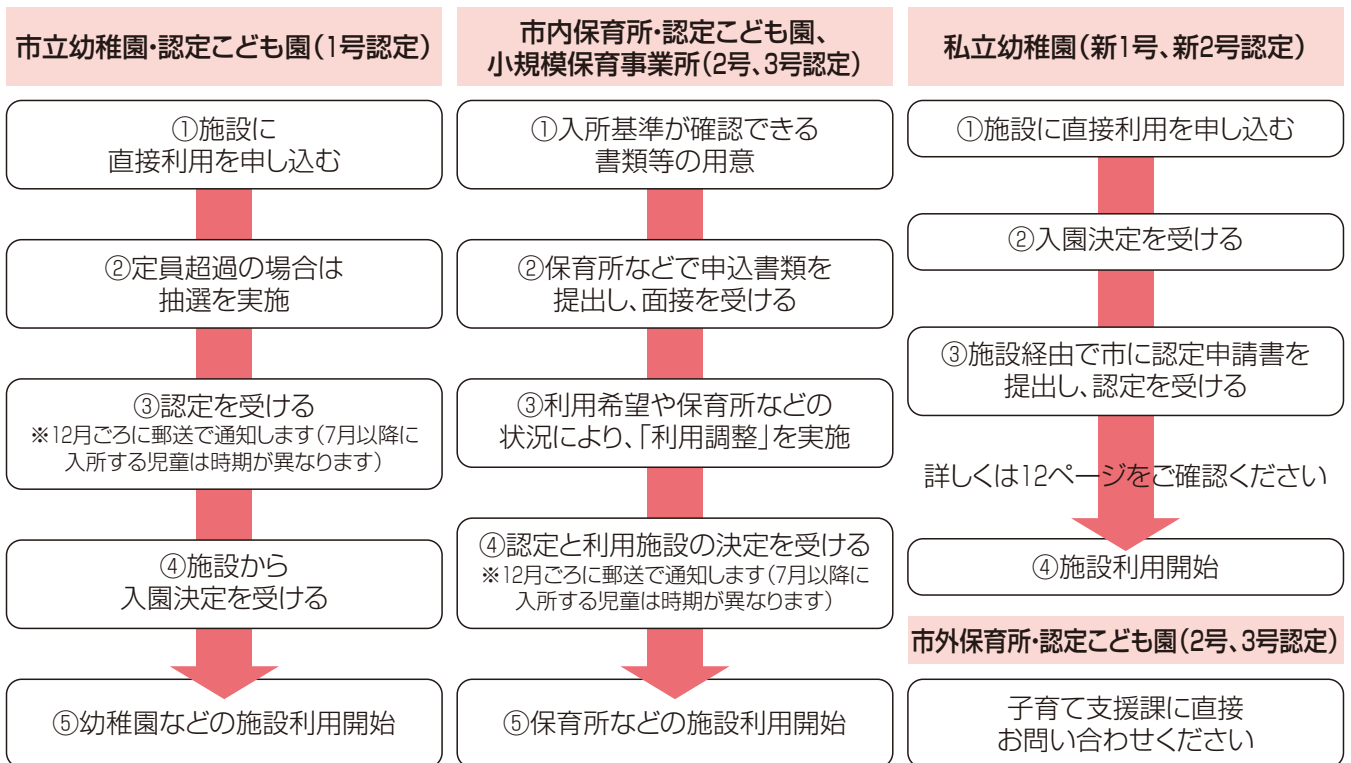 市立幼稚園・認定こども園（1号認定）
①施設に
直接利用を申し込む
②定員超過の場合は
抽選を実施
③認定を受ける
※12月ごろに郵送で通知します（7月以降に
入所する児童は時期が異なります）
④施設から
入園決定を受ける
⑤幼稚園などの施設利用開始
市内保育所・認定こども園、
小規模保育事業所（2号、3号認定）
①入所基準が確認できる
書類等の用意
②保育所などで申込書類を
提出し、面接を受ける
③利用希望や保育所などの
状況により、「利用調整」を実施
④認定と利用施設の決定を受ける
※12月ごろに郵送で通知します（7月以降に
入所する児童は時期が異なります）
⑤保育所などの施設利用開始
私立幼稚園（新1号、新2号認定）
①施設に直接利用を申し込む
②入園決定を受ける
③施設経由で市に認定申請書を
提出し、認定を受ける
詳しくは12ページをご確認ください
④施設利用開始
市外保育所・認定こども園（2号、3号認定）
子育て支援課に直接
お問い合わせください